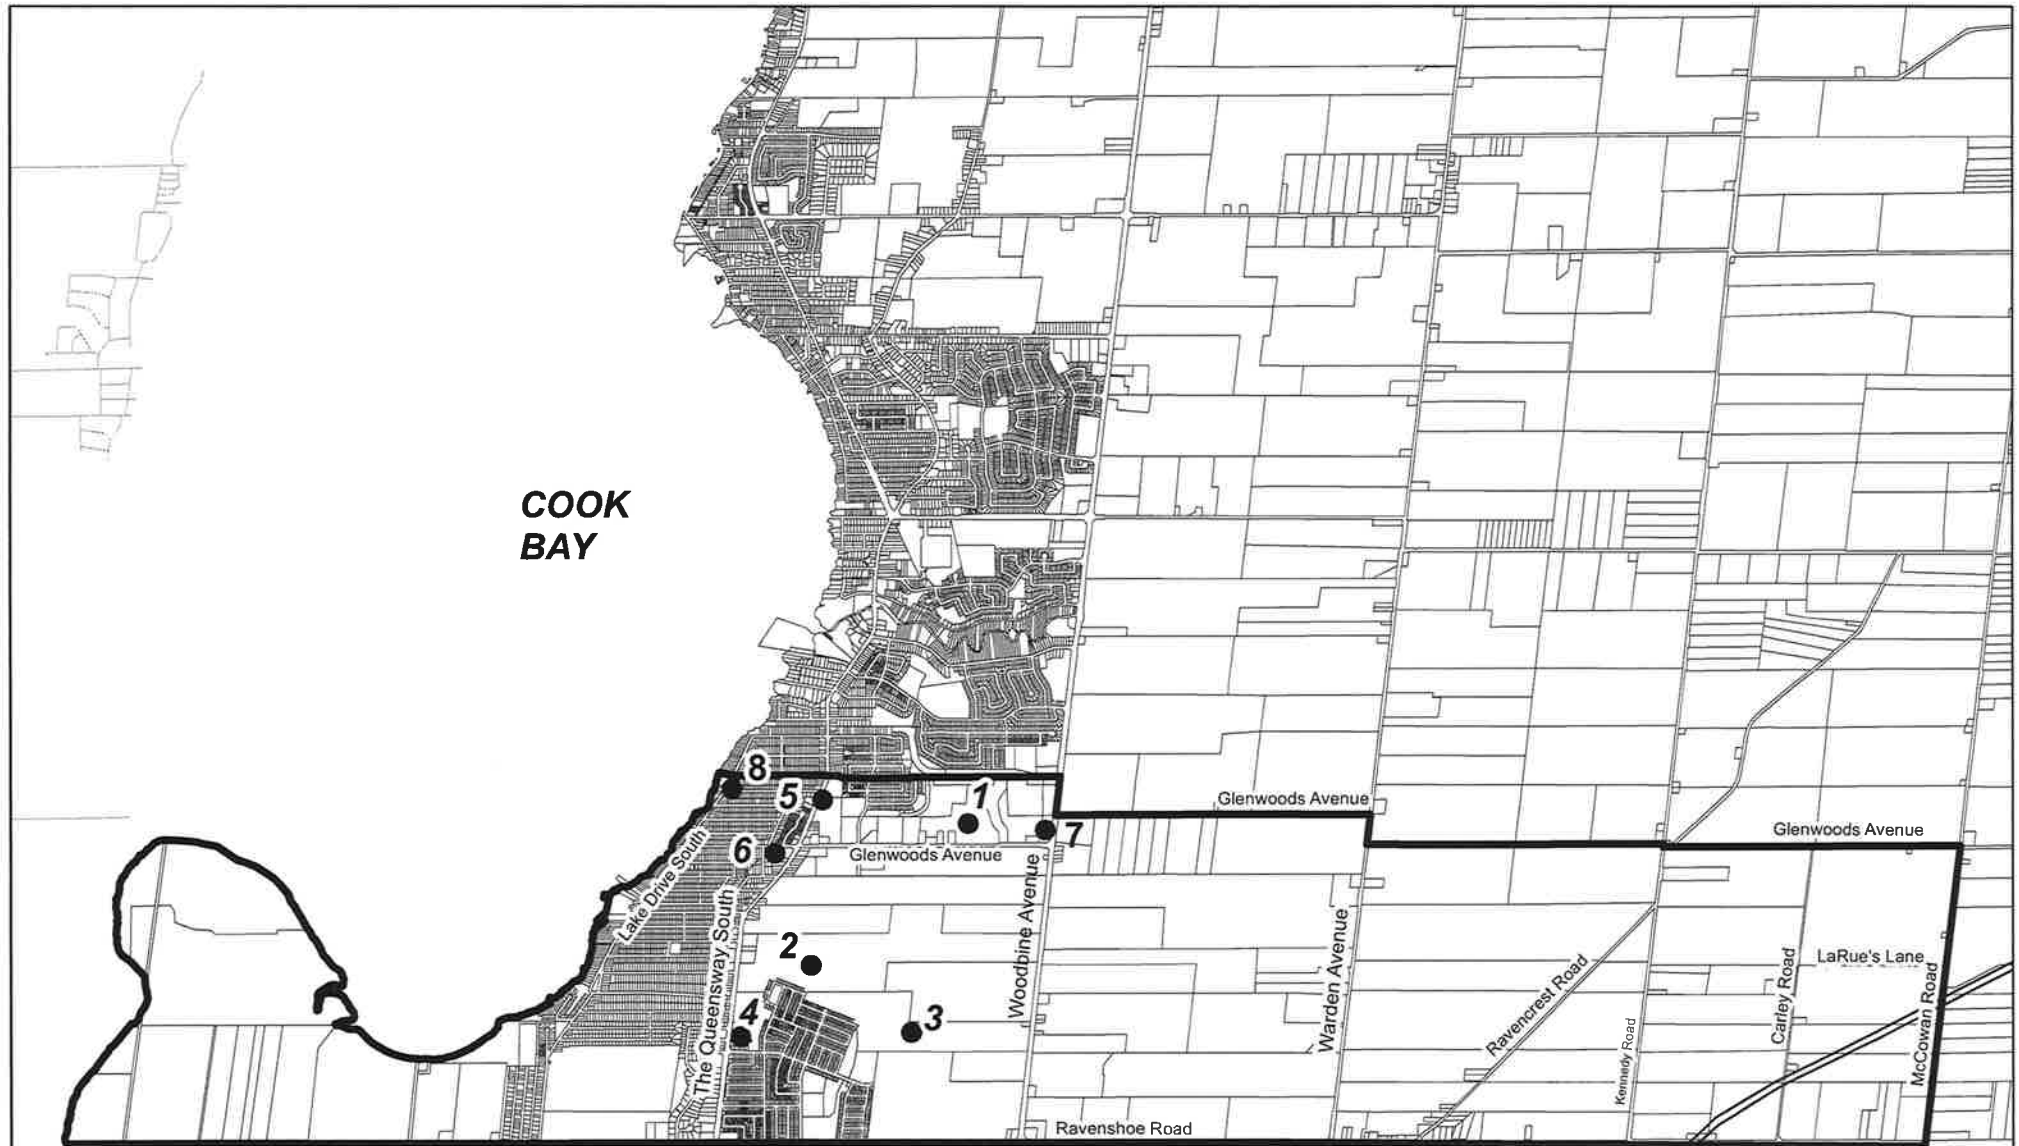 COOK
BAY
8
5
1
7
6
Glenwoods Avenue
Glenwoods Avenue
Glenwoods Avenue
Lake Drive South
The Queensway South
2
4
3
Woodbine Avenue
Warden Avenue
Ravencrest Road
Kennedy Road
Carley Road
LaRue's Lane
McCowan Road
Ravenshoe Road